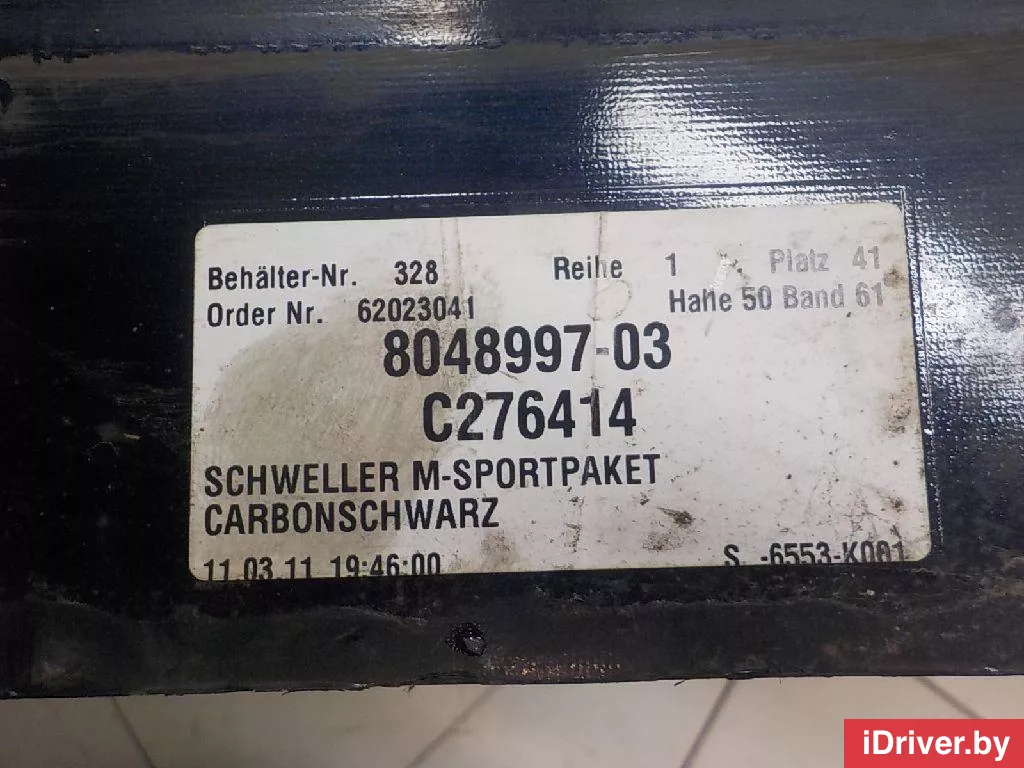 Behälter-Nr. 328 Reihe 1 Platz 41
Order Nr. 62023041 Halle 50 Band 61
8048997-03
C276414
SCHWELLER M-SPORTPAKET
CARBONSCHWARZ
11.03.11 19:46:00 S. -6553-K001
iDriver.by